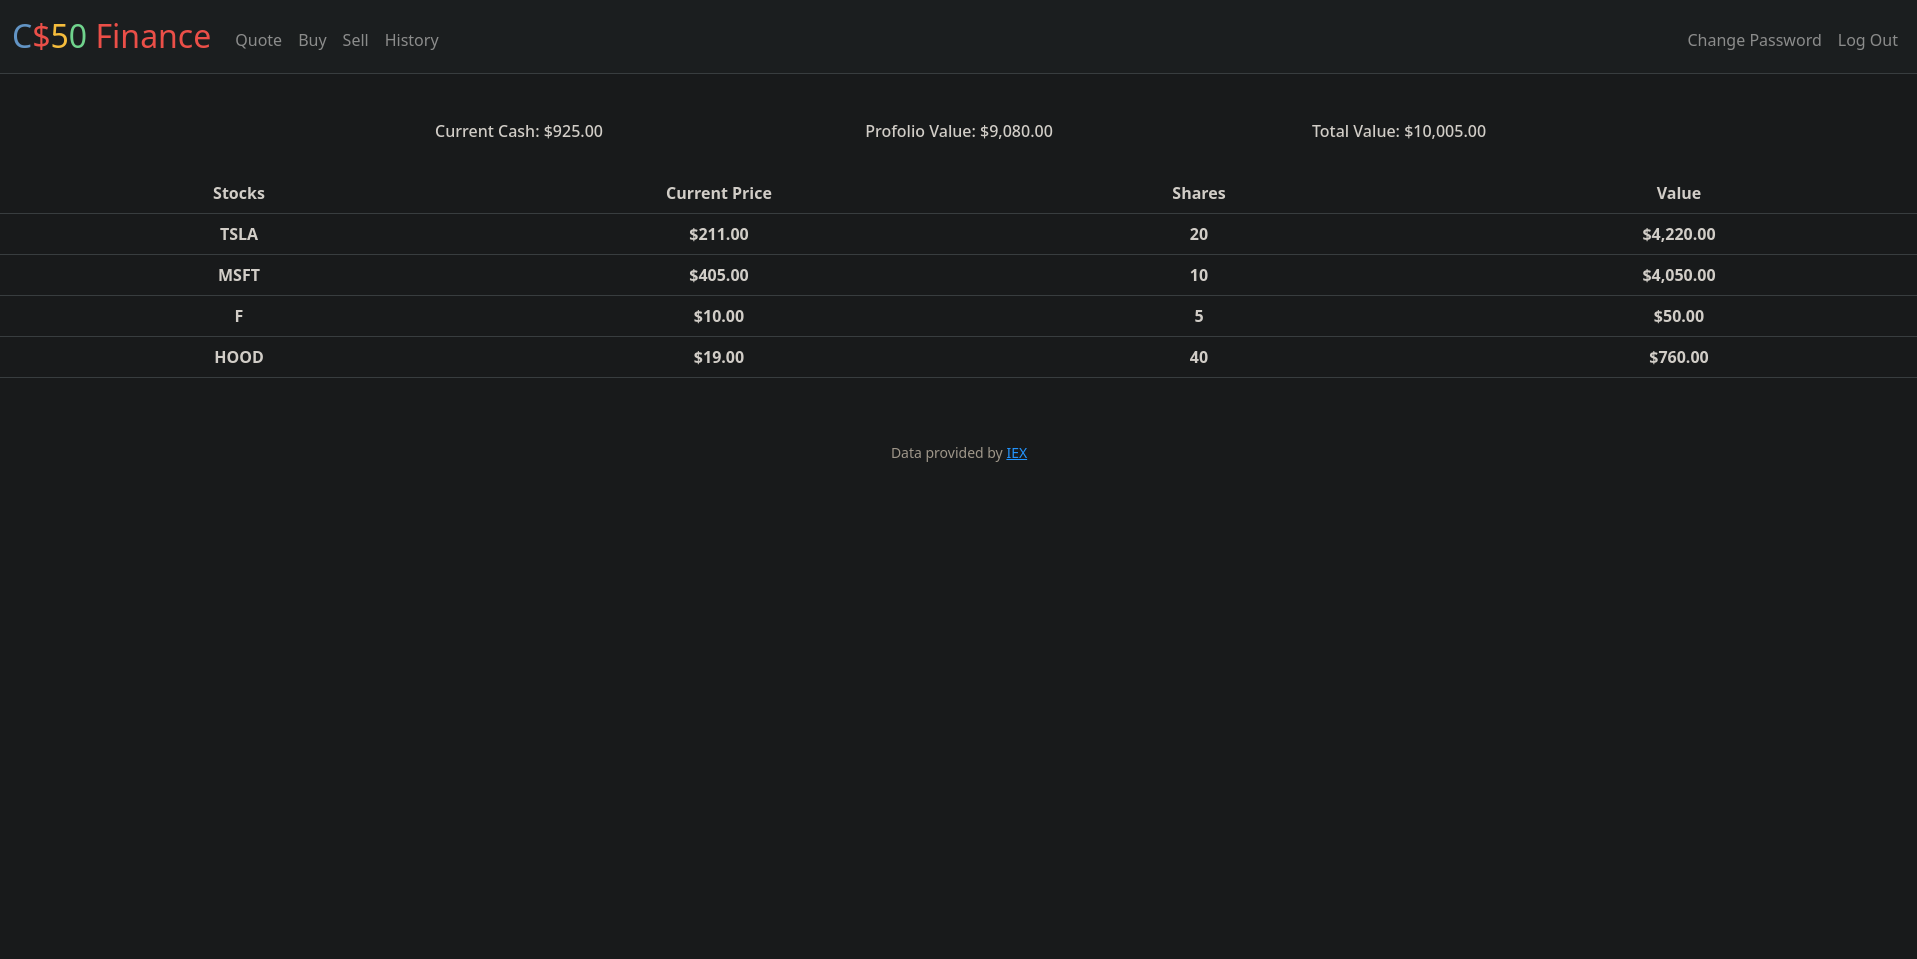 C$50 Finance Quote Buy Sell History Change Password Log Out
Current Cash: $925.00 Profolio Value: $9,080.00 Total Value: $10,005.00
Stocks Current Price Shares Value
TSLA $211.00 20 $4,220.00
MSFT $405.00 10 $4,050.00
F $10.00 5 $50.00
HOOD $19.00 40 $760.00
Data provided by IEX